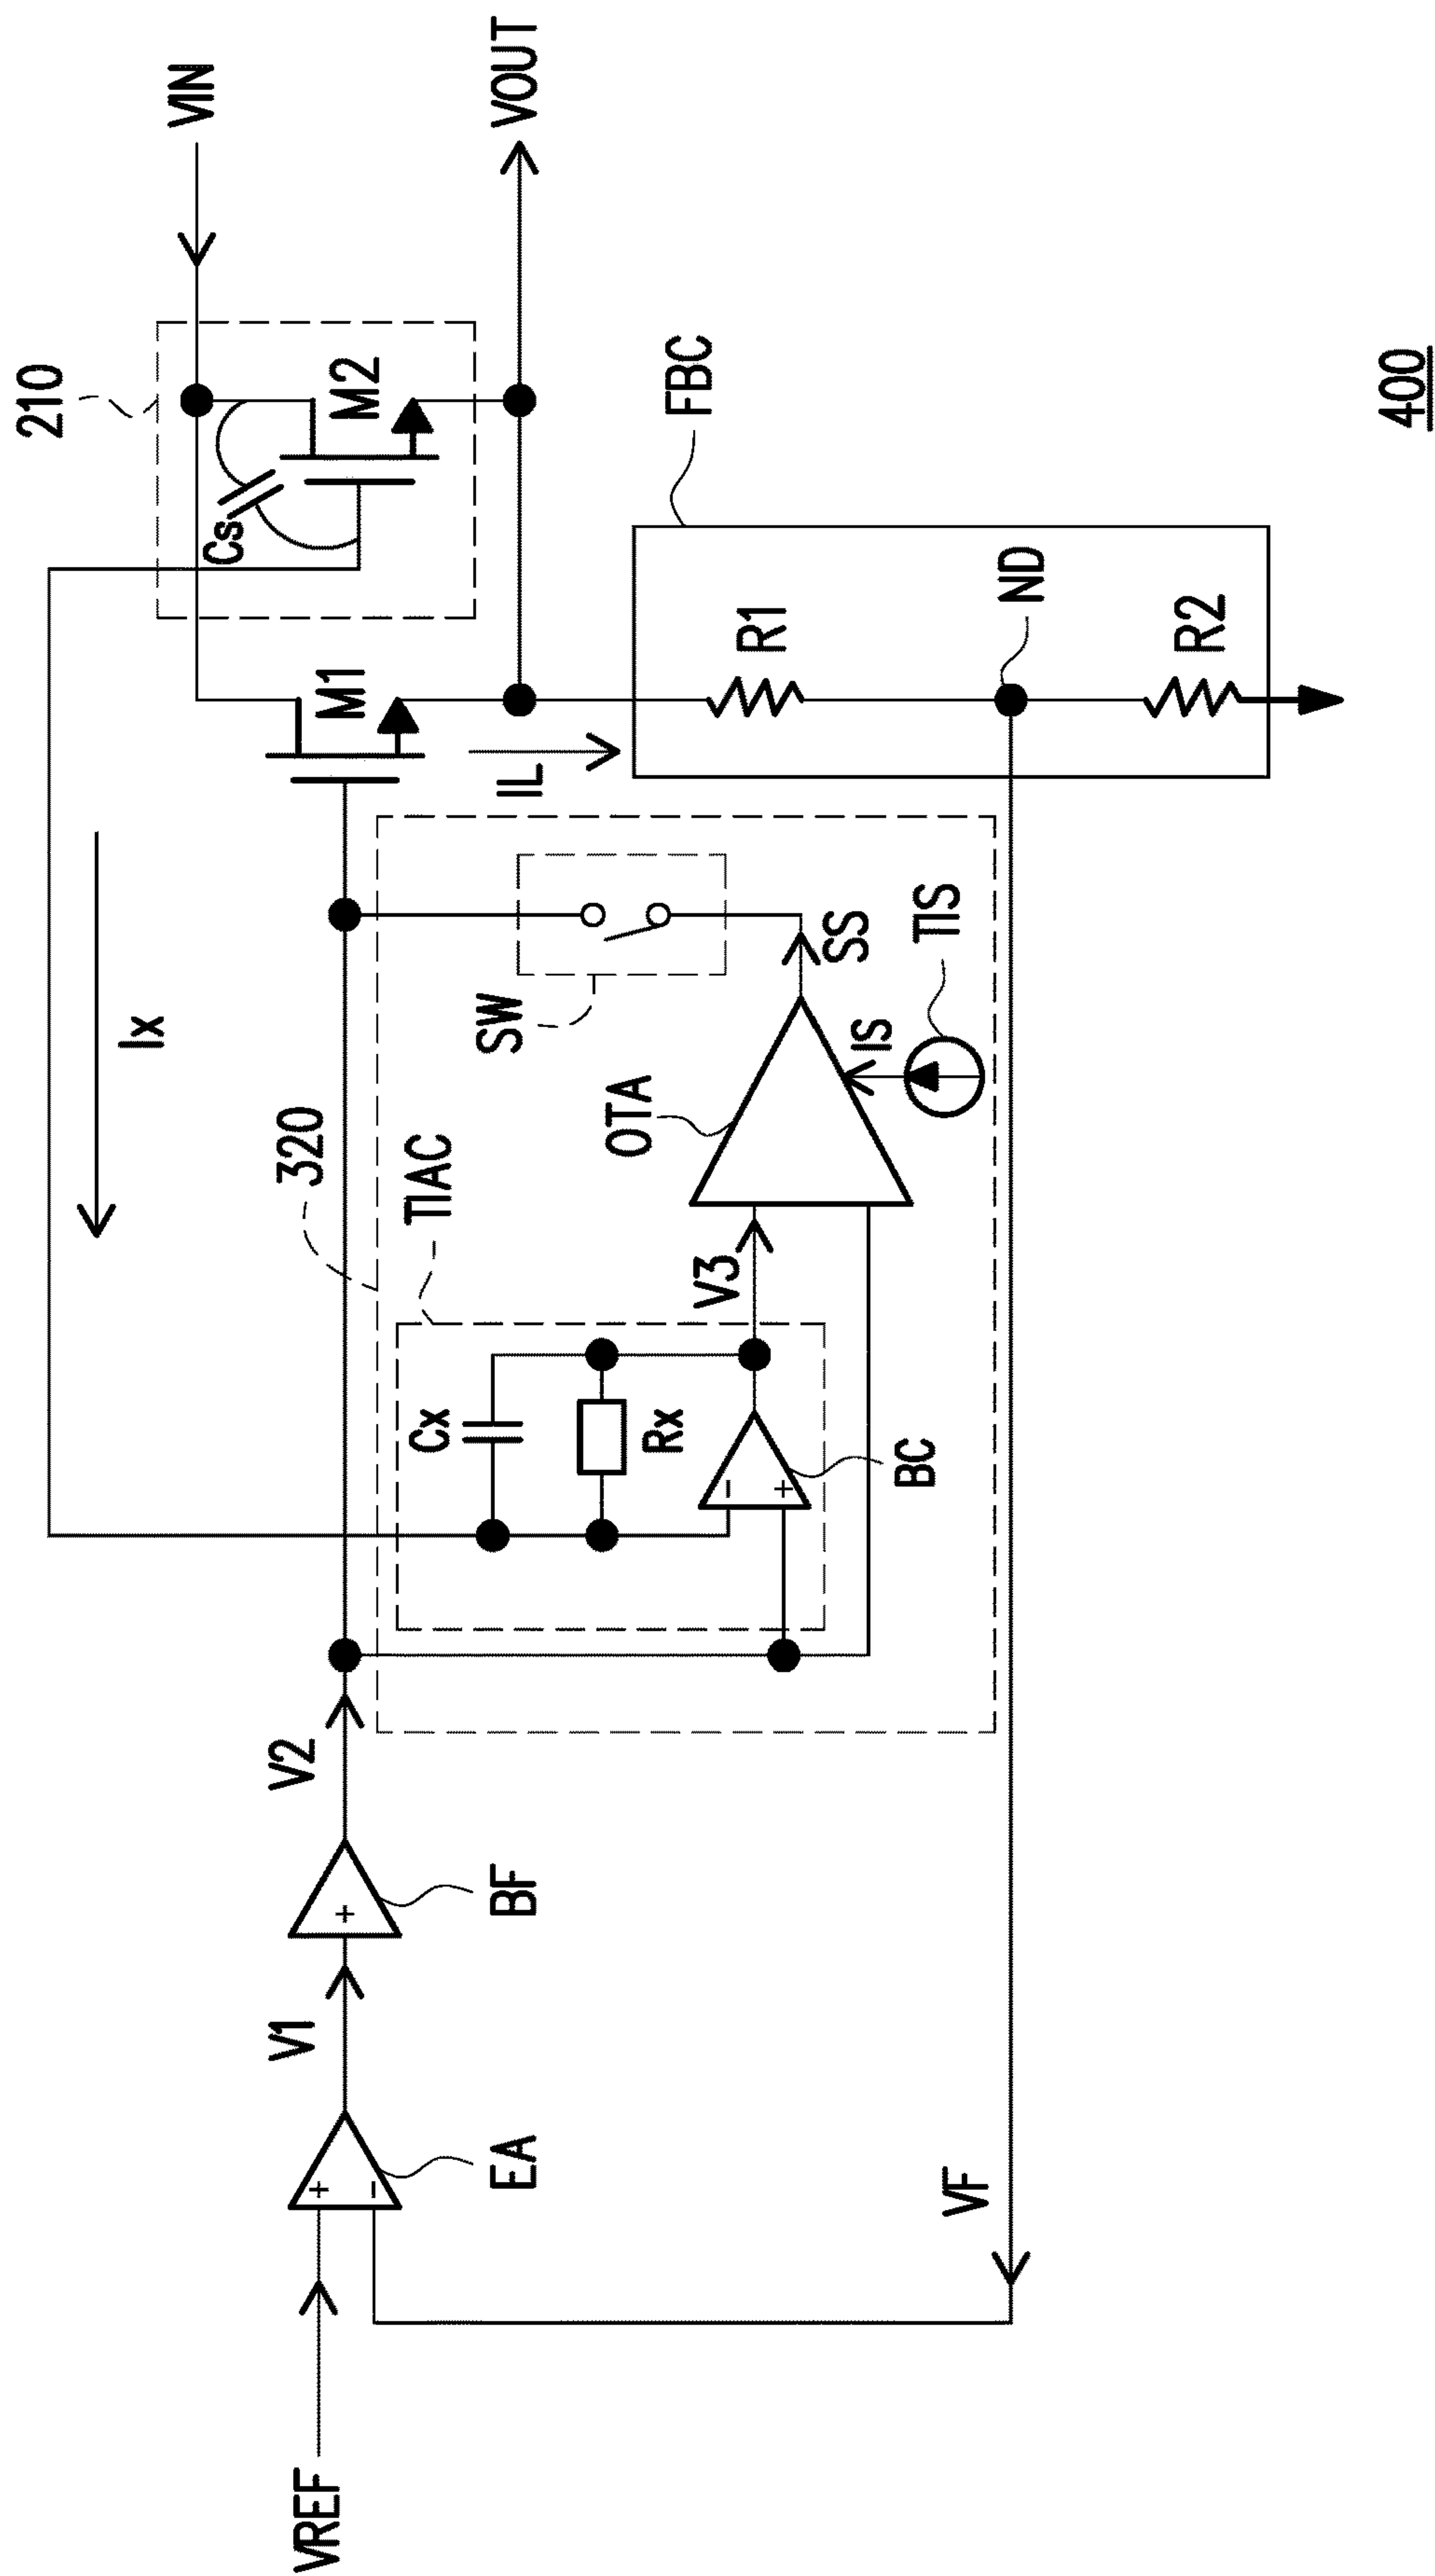 VIN
VOUT
210
M2
Cs
M1
Ix
IL
FBC
R1
ND
R2
320
SW
SS
TIS
IS
OTA
TIAC
V3
Cx
Rx
-
+
BC
V2
+
BF
V1
+
-
EA
VF
VREF
400